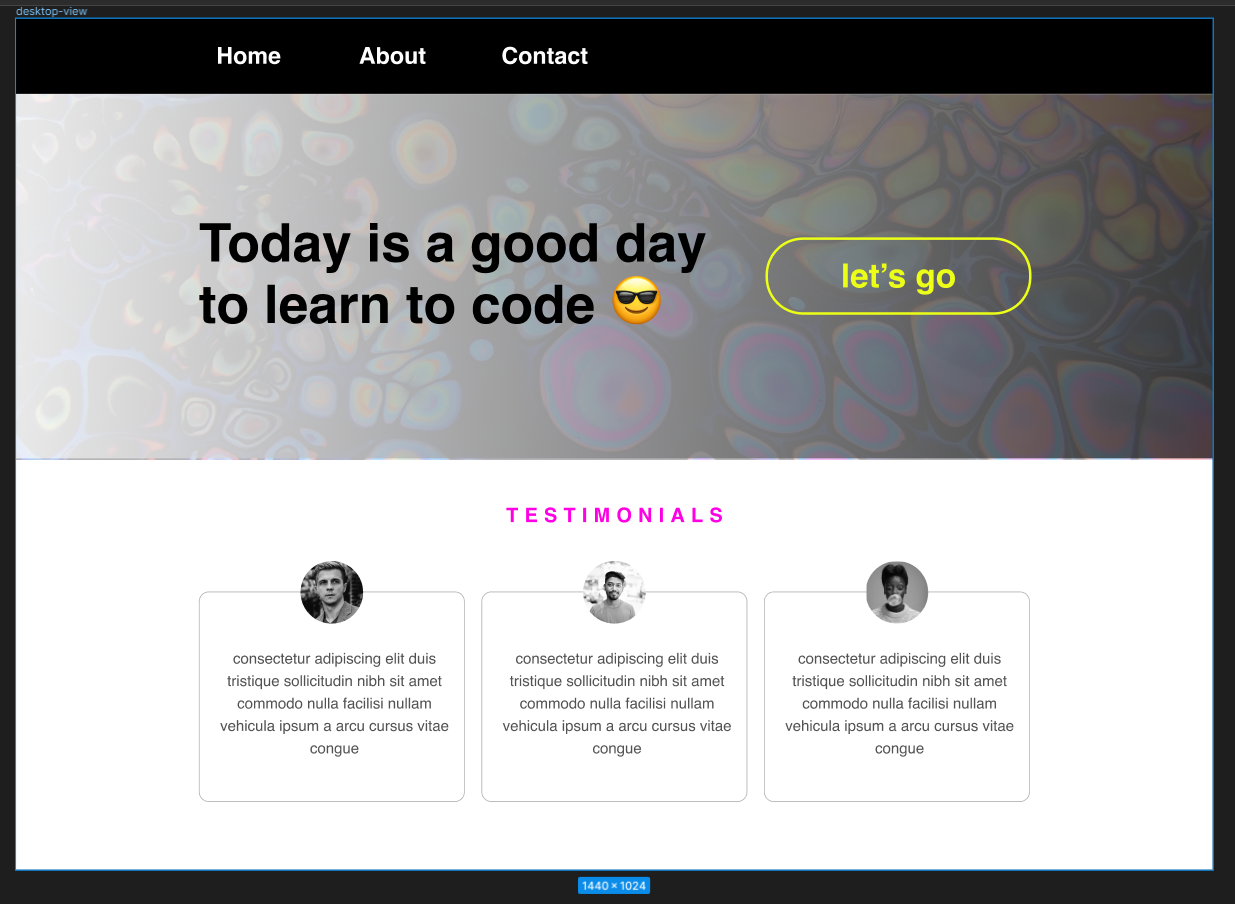 desktop-view
Home About Contact
Today is a good day
to learn to code 😎
let’s go
TESTIMONIALS
consectetur adipiscing elit duis
tristique sollicitudin nibh sit amet
commodo nulla facilisi nullam
vehicula ipsum a arcu cursus vitae
congue
consectetur adipiscing elit duis
tristique sollicitudin nibh sit amet
commodo nulla facilisi nullam
vehicula ipsum a arcu cursus vitae
congue
consectetur adipiscing elit duis
tristique sollicitudin nibh sit amet
commodo nulla facilisi nullam
vehicula ipsum a arcu cursus vitae
congue
1440 × 1024